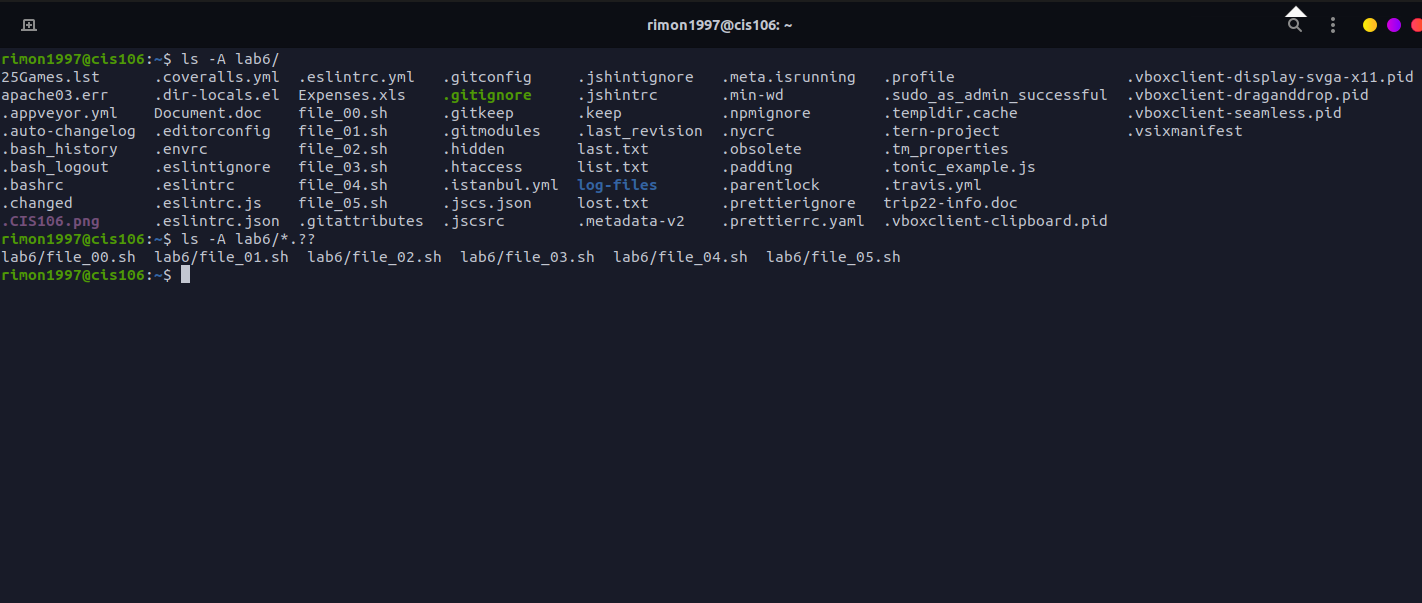 rimon1997@cis106: ~
rimon1997@cis106:~$ ls -A lab6/
25Games.lst .coveralls.yml .eslintrc.yml .gitconfig .jshintignore .meta.isrunning .profile .vboxclient-display-svga-x11.pid
apache03.err .dir-locals.el Expenses.xls .gitignore .jshintrc .min-wd .sudo_as_admin_successful .vboxclient-draganddrop.pid
.appveyor.yml Document.doc file_00.sh .gitkeep .keep .npmignore .templdir.cache .vboxclient-seamless.pid
.auto-changelog .editorconfig file_01.sh .gitmodules .last_revision .nycrc .tern-project .vsixmanifest
.bash_history .envrc file_02.sh .hidden last.txt .obsolete .tm_properties
.bash_logout .eslintignore file_03.sh .htaccess list.txt .padding .tonic_example.js
.bashrc .eslintrc file_04.sh .istanbul.yml log-files .parentlock .travis.yml
.changed .eslintrc.js file_05.sh .jscs.json lost.txt .prettierignore trip22-info.doc
.CIS106.png .eslintrc.json .gitattributes .jscsrc .metadata-v2 .prettierrc.yaml .vboxclient-clipboard.pid
rimon1997@cis106:~$ ls -A lab6/*.??
lab6/file_00.sh lab6/file_01.sh lab6/file_02.sh lab6/file_03.sh lab6/file_04.sh lab6/file_05.sh
rimon1997@cis106:~$